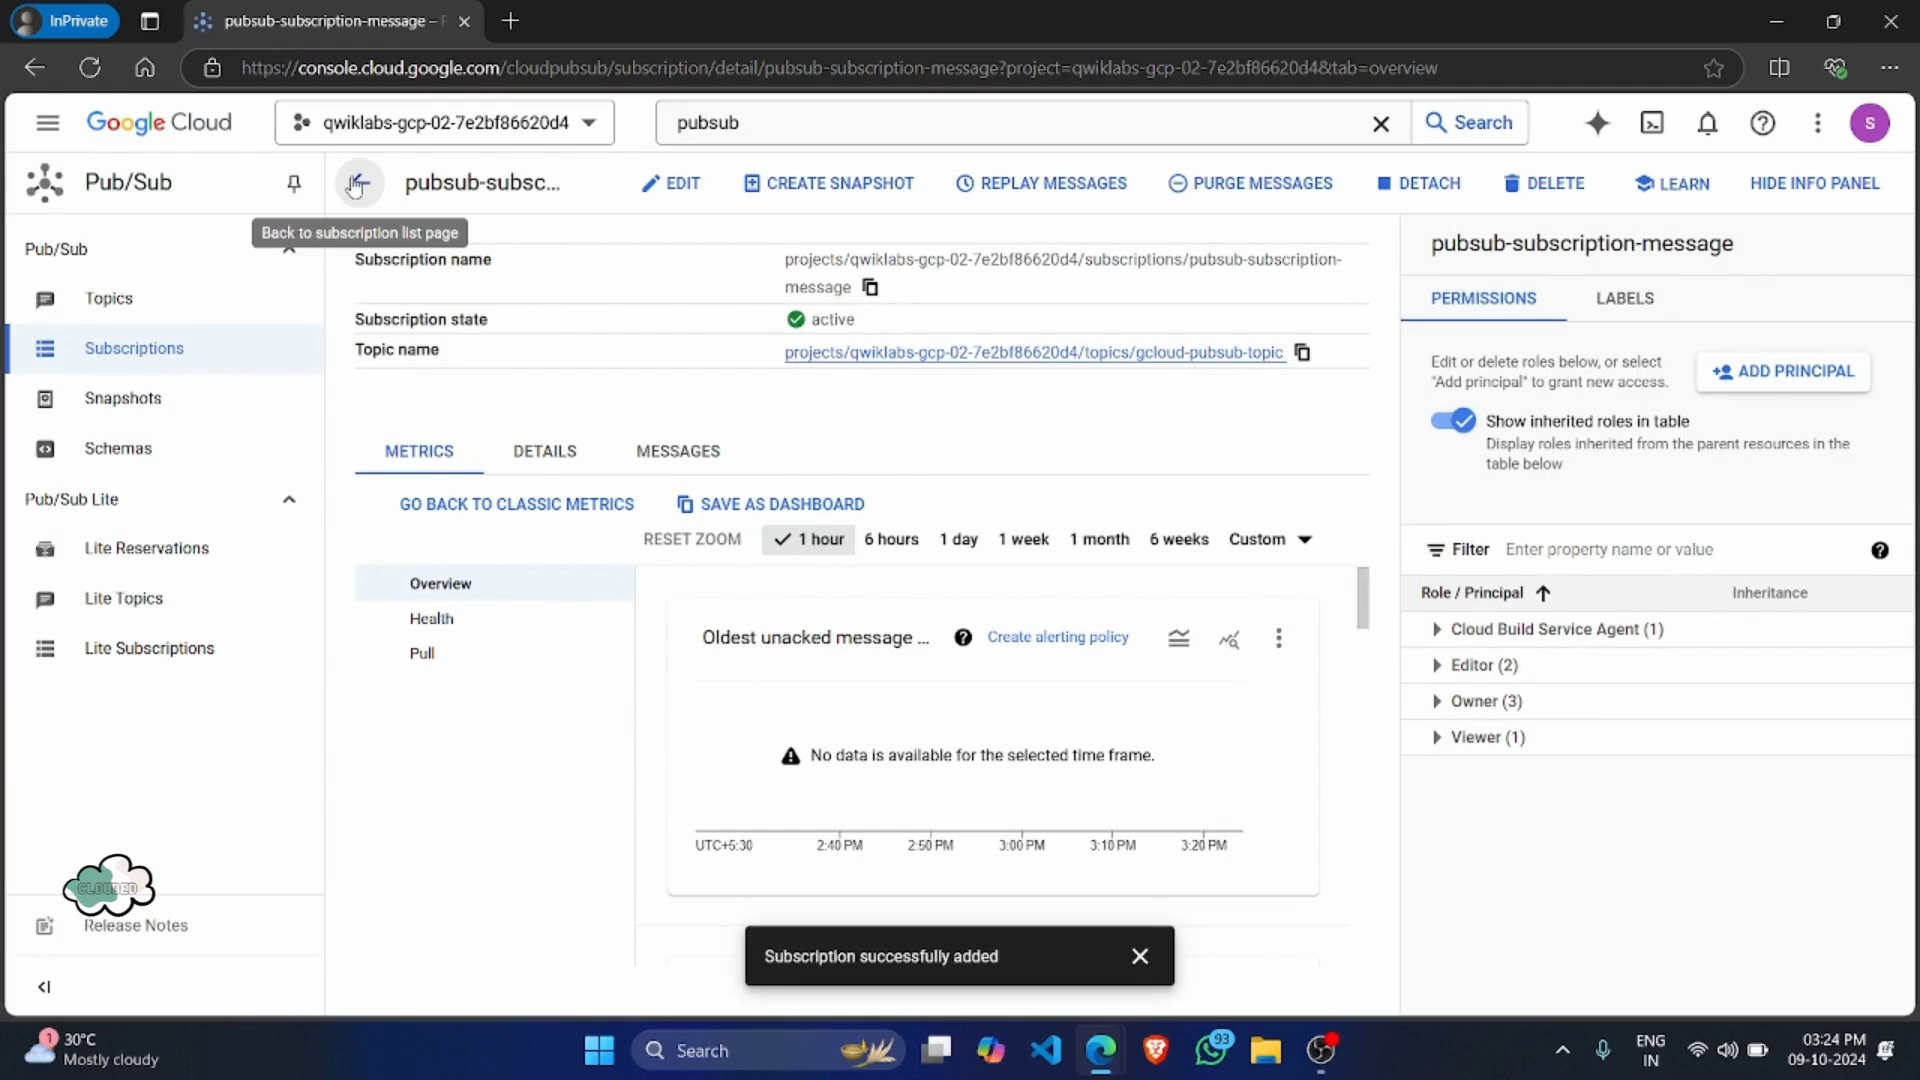 InPrivate
pubsub-subscription-message – P
https://console.cloud.google.com/cloudpubsub/subscription/detail/pubsub-subscription-message?project=qwiklabs-gcp-02-7e2bf86620d4&tab=overview
Google Cloud
qwiklabs-gcp-02-7e2bf86620d4
pubsub
Search
S
Pub/Sub
pubsub-subsc...
EDIT
CREATE SNAPSHOT
REPLAY MESSAGES
PURGE MESSAGES
DETACH
DELETE
LEARN
HIDE INFO PANEL
Back to subscription list page
Pub/Sub
Topics
Subscriptions
Snapshots
Schemas
Pub/Sub Lite
Lite Reservations
Lite Topics
Lite Subscriptions
CLOUDED
Release Notes
Subscription name
projects/qwiklabs-gcp-02-7e2bf86620d4/subscriptions/pubsub-subscription-
message
Subscription state
active
Topic name
projects/qwiklabs-gcp-02-7e2bf86620d4/topics/gcloud-pubsub-topic
METRICS
DETAILS
MESSAGES
GO BACK TO CLASSIC METRICS
SAVE AS DASHBOARD
RESET ZOOM
1 hour
6 hours
1 day
1 week
1 month
6 weeks
Custom
Overview
Health
Pull
Oldest unacked message ...
Create alerting policy
No data is available for the selected time frame.
UTC+5:30
2:40 PM
2:50 PM
3:00 PM
3:10 PM
3:20 PM
Subscription successfully added
pubsub-subscription-message
PERMISSIONS
LABELS
Edit or delete roles below, or select
"Add principal" to grant new access.
ADD PRINCIPAL
Show inherited roles in table
Display roles inherited from the parent resources in the
table below
Filter
Enter property name or value
Role / Principal
Inheritance
Cloud Build Service Agent (1)
Editor (2)
Owner (3)
Viewer (1)
1
30°C
Mostly cloudy
Search
93
ENG
IN
03:24 PM
09-10-2024